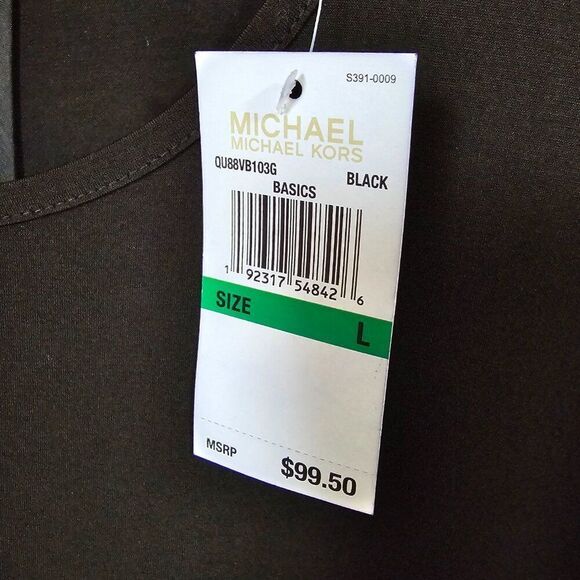 S391-0009
MICHAEL
MICHAEL KORS
QU88VB103G
BASICS BLACK
1 92317 54842 6
SIZE L
MSRP $99.50